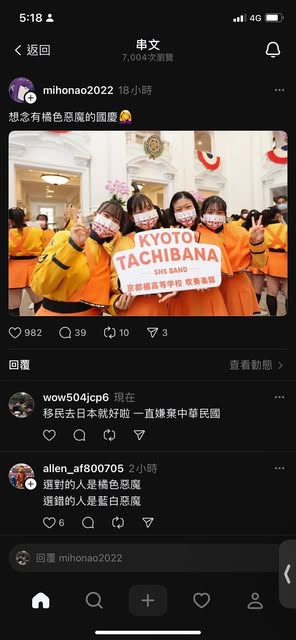 5:18
4G
返回
串文
7,004次瀏覽
mihonao2022 18小時
想念有橘色惡魔的國慶
KYOTO
TACHIBANA
SHS BAND
京都橘高等学校 吹奏楽部
982 39 10 3
回覆 查看動態
wow504jcp6 現在
移民去日本就好啦 一直嫌棄中華民國
allen_af800705 2小時
選對的人是橘色惡魔
選錯的人是藍白惡魔
6
回覆 mihonao2022